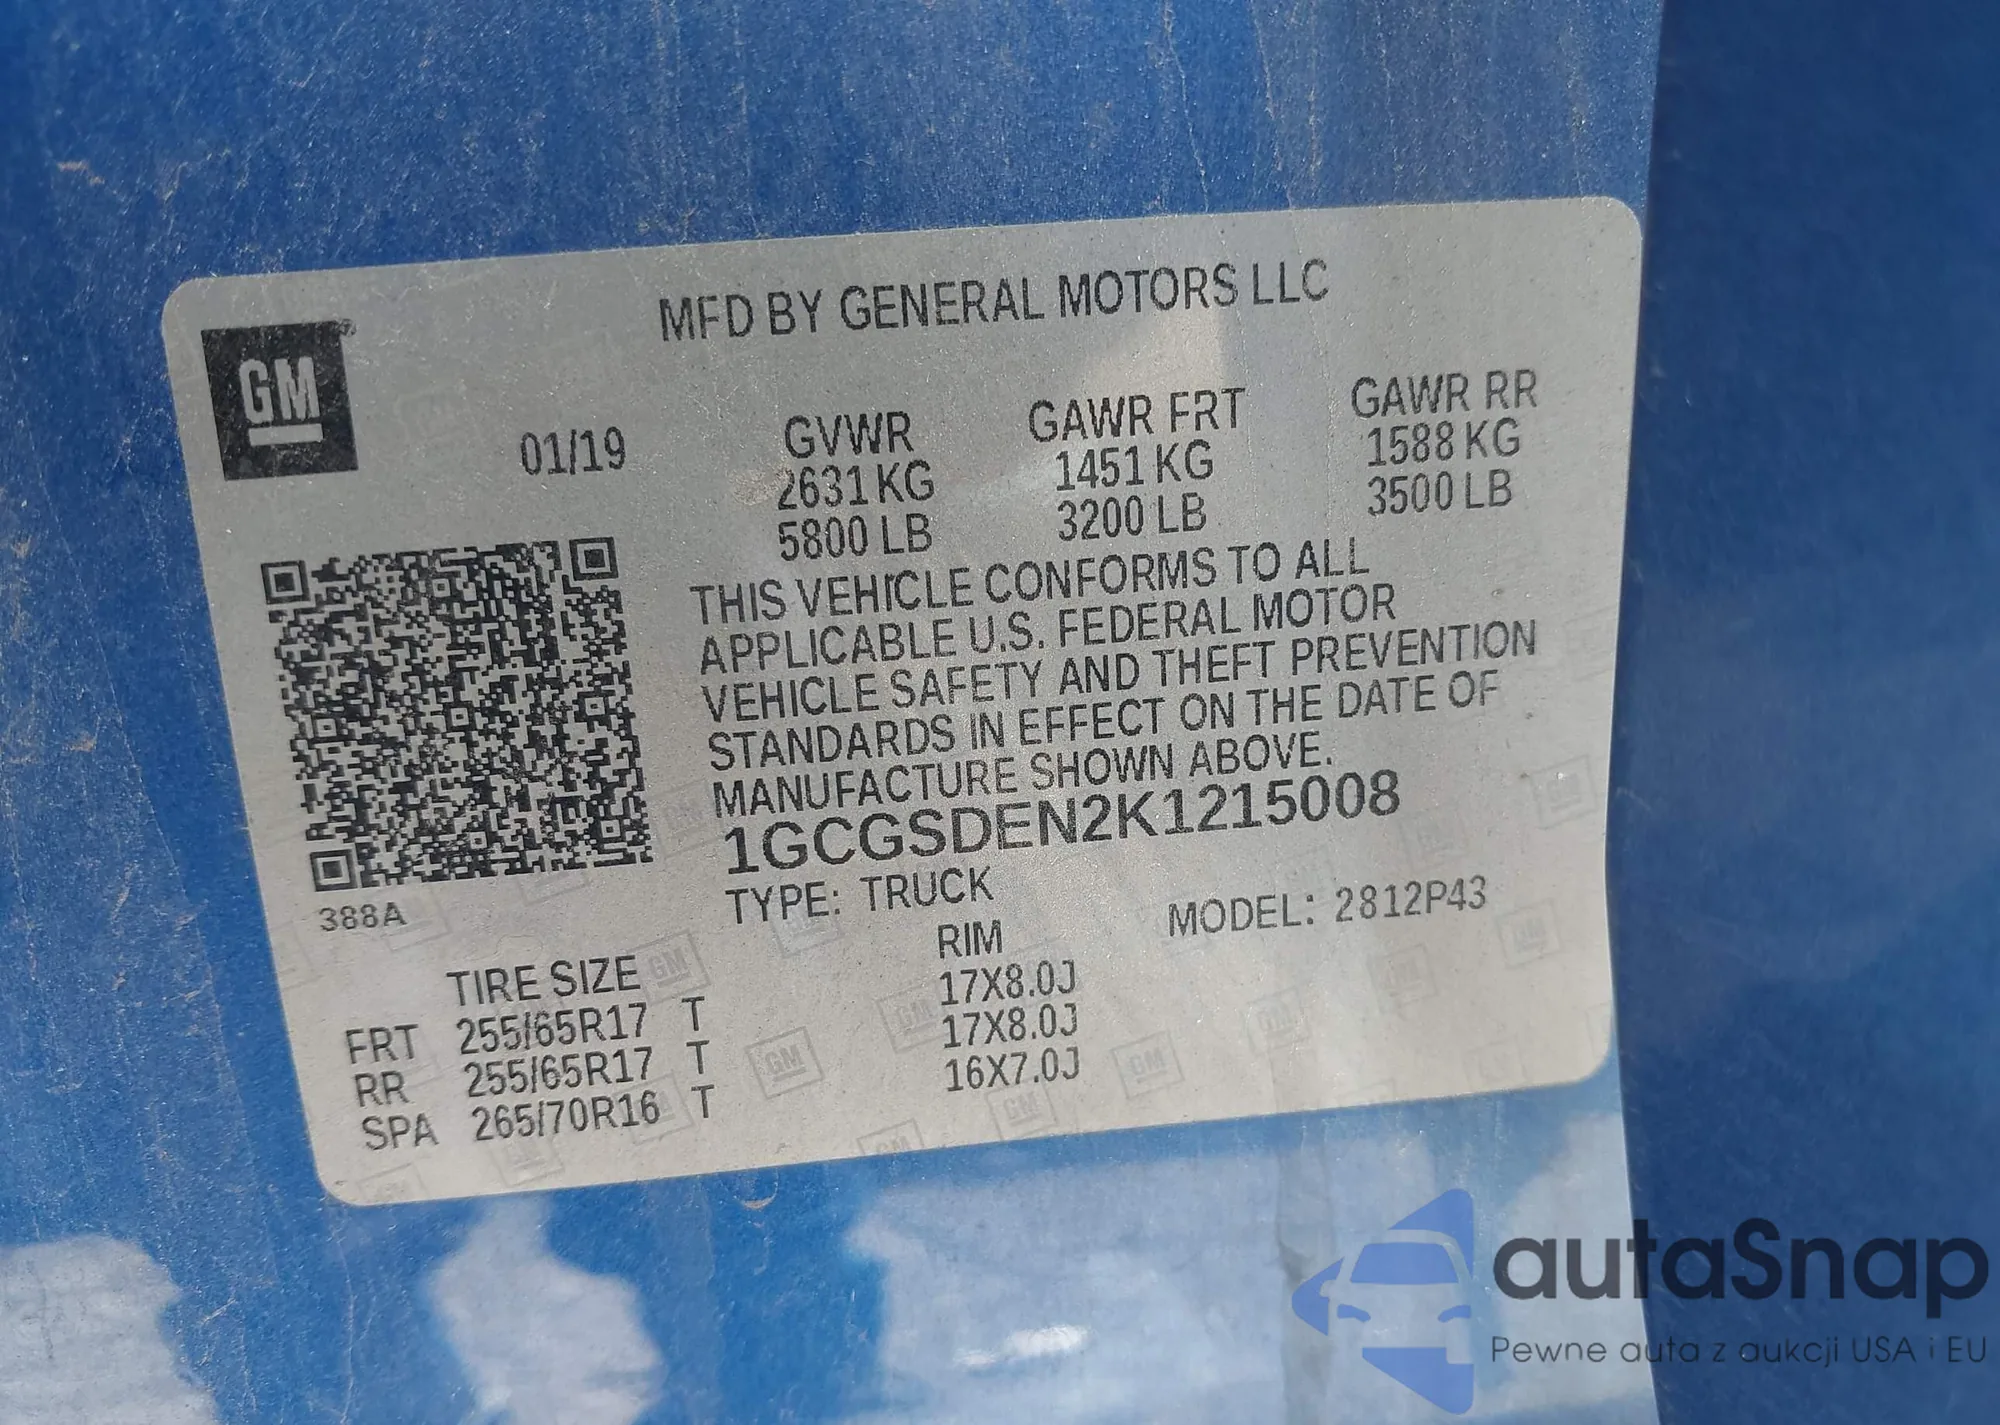 MFD BY GENERAL MOTORS LLC
GM
01/19
GVWR
2631 KG
5800 LB
GAWR FRT
1451 KG
3200 LB
GAWR RR
1588 KG
3500 LB
THIS VEHICLE CONFORMS TO ALL
APPLICABLE U.S. FEDERAL MOTOR
VEHICLE SAFETY AND THEFT PREVENTION
STANDARDS IN EFFECT ON THE DATE OF
MANUFACTURE SHOWN ABOVE.
1GCGSDEN2K1215008
388A
TYPE: TRUCK
MODEL: 2812P43
TIRE SIZE RIM
FRT 255/65R17 T 17X8.0J
RR 255/65R17 T 17X8.0J
SPA 265/70R16 T 16X7.0J
autaSnap
Pewne auta z aukcji USA i EU